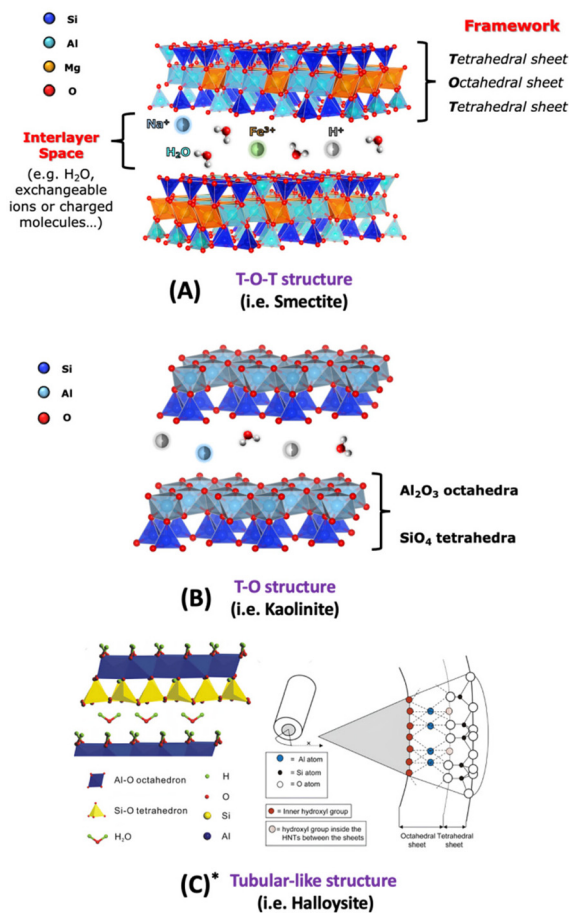 Si
Al
Mg
O
Framework
Tetrahedral sheet
Octahedral sheet
Tetrahedral sheet
Interlayer
Space
(e.g. H₂O,
exchangeable
ions or charged
molecules...)
Na⁺
Fe³⁺
H⁺
H₂O
(A)
T-O-T structure
(i.e. Smectite)
Si
Al
O
Al₂O₃ octahedra
SiO₄ tetrahedra
(B)
T-O structure
(i.e. Kaolinite)
Al-O octahedron
Si-O tetrahedron
H₂O
H
O
Si
Al
= Al atom
= Si atom
= O atom
= Inner hydroxyl group
= hydroxyl group inside the
HNTs between the sheets
Octahedral
sheet
Tetrahedral
sheet
(C)*
Tubular-like structure
(i.e. Halloysite)